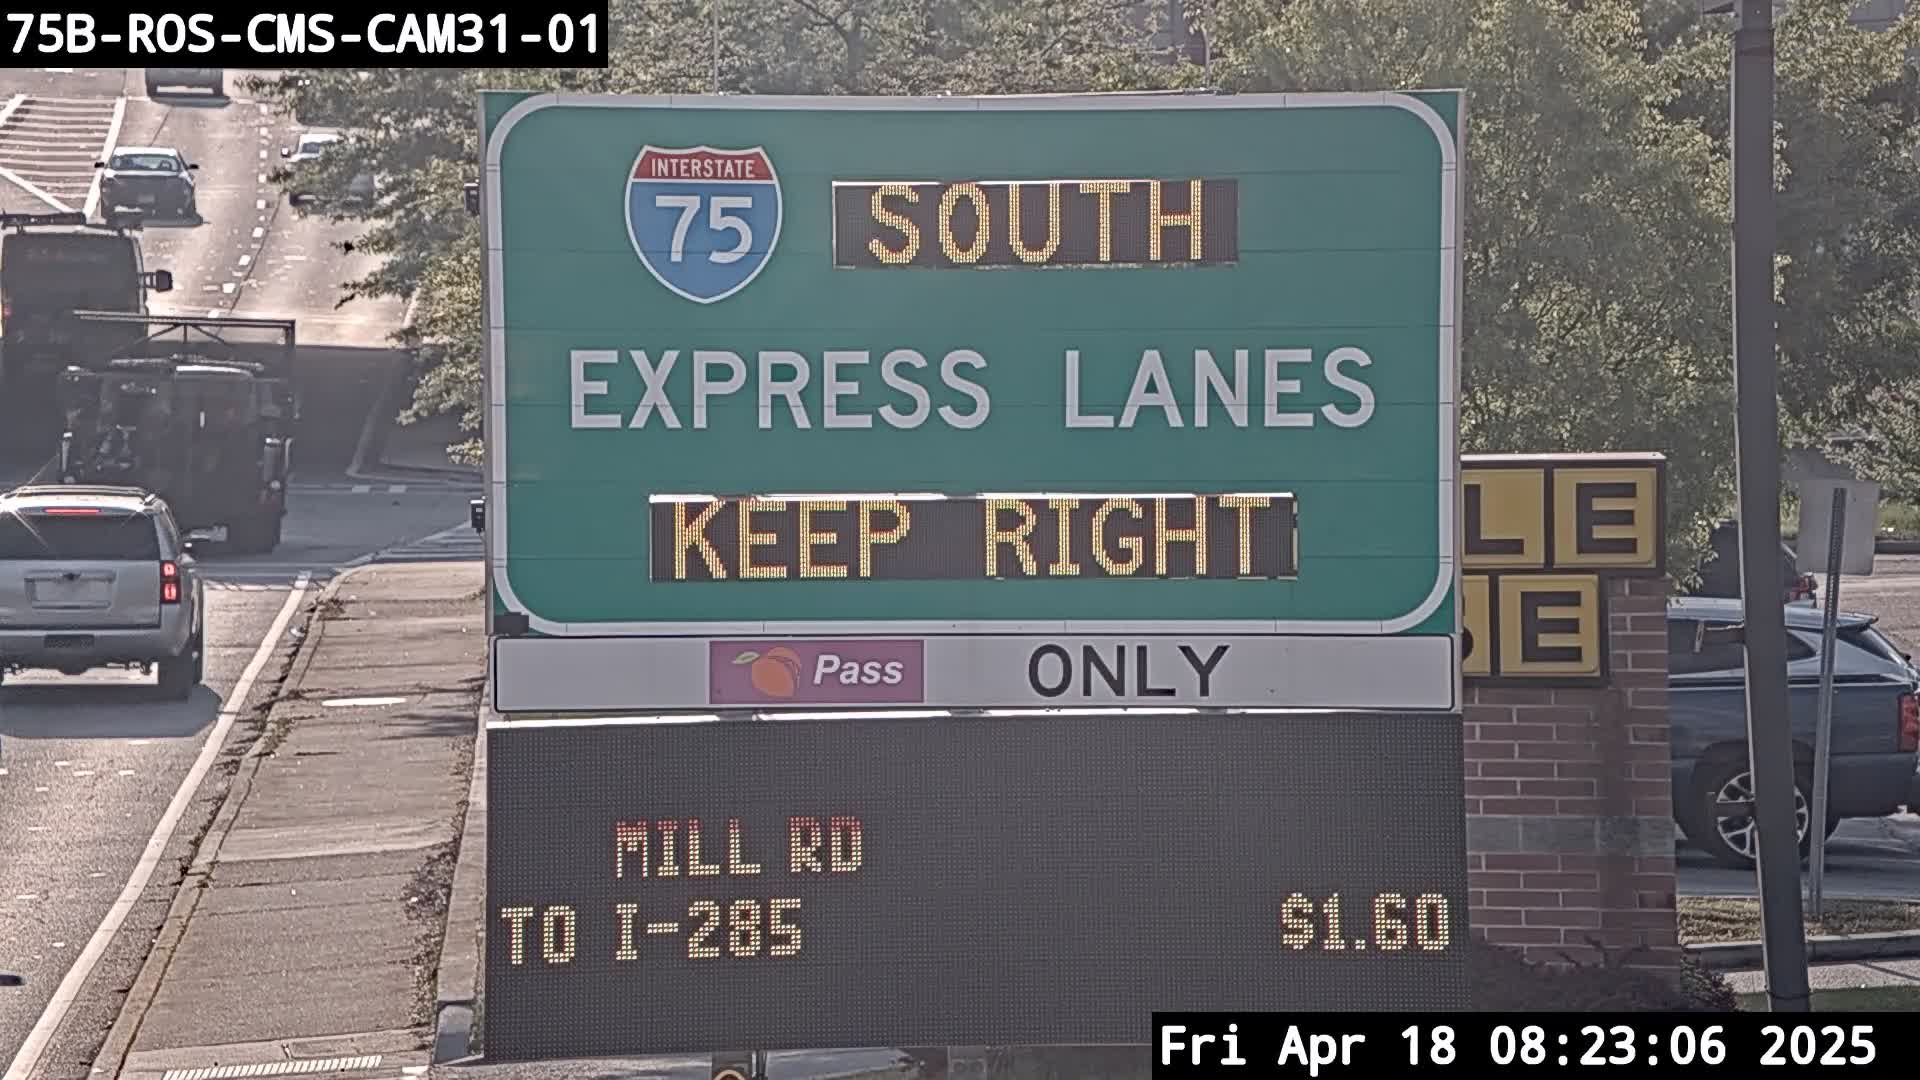 75B-ROS-CMS-CAM31-01
INTERSTATE
75
SOUTH
EXPRESS LANES
KEEP RIGHT
LE
E
Pass ONLY
MILL RD
TO I-285 $1.60
Fri Apr 18 08:23:06 2025